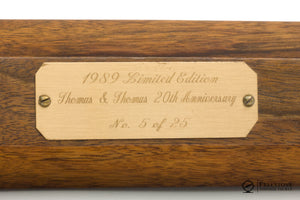 1989 Limited Edition
Thomas & Thomas 20th Anniversary
No. 5 of 25